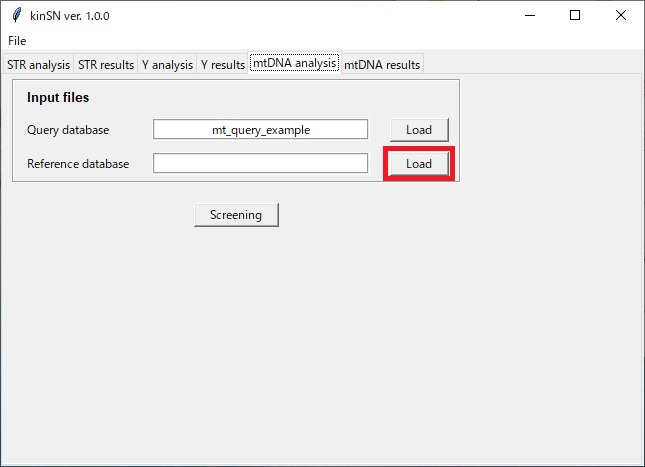 kinSN ver. 1.0.0
File
STR analysis STR results Y analysis Y results mtDNA analysis mtDNA results
Input files
Query database mt_query_example Load
Reference database Load
Screening